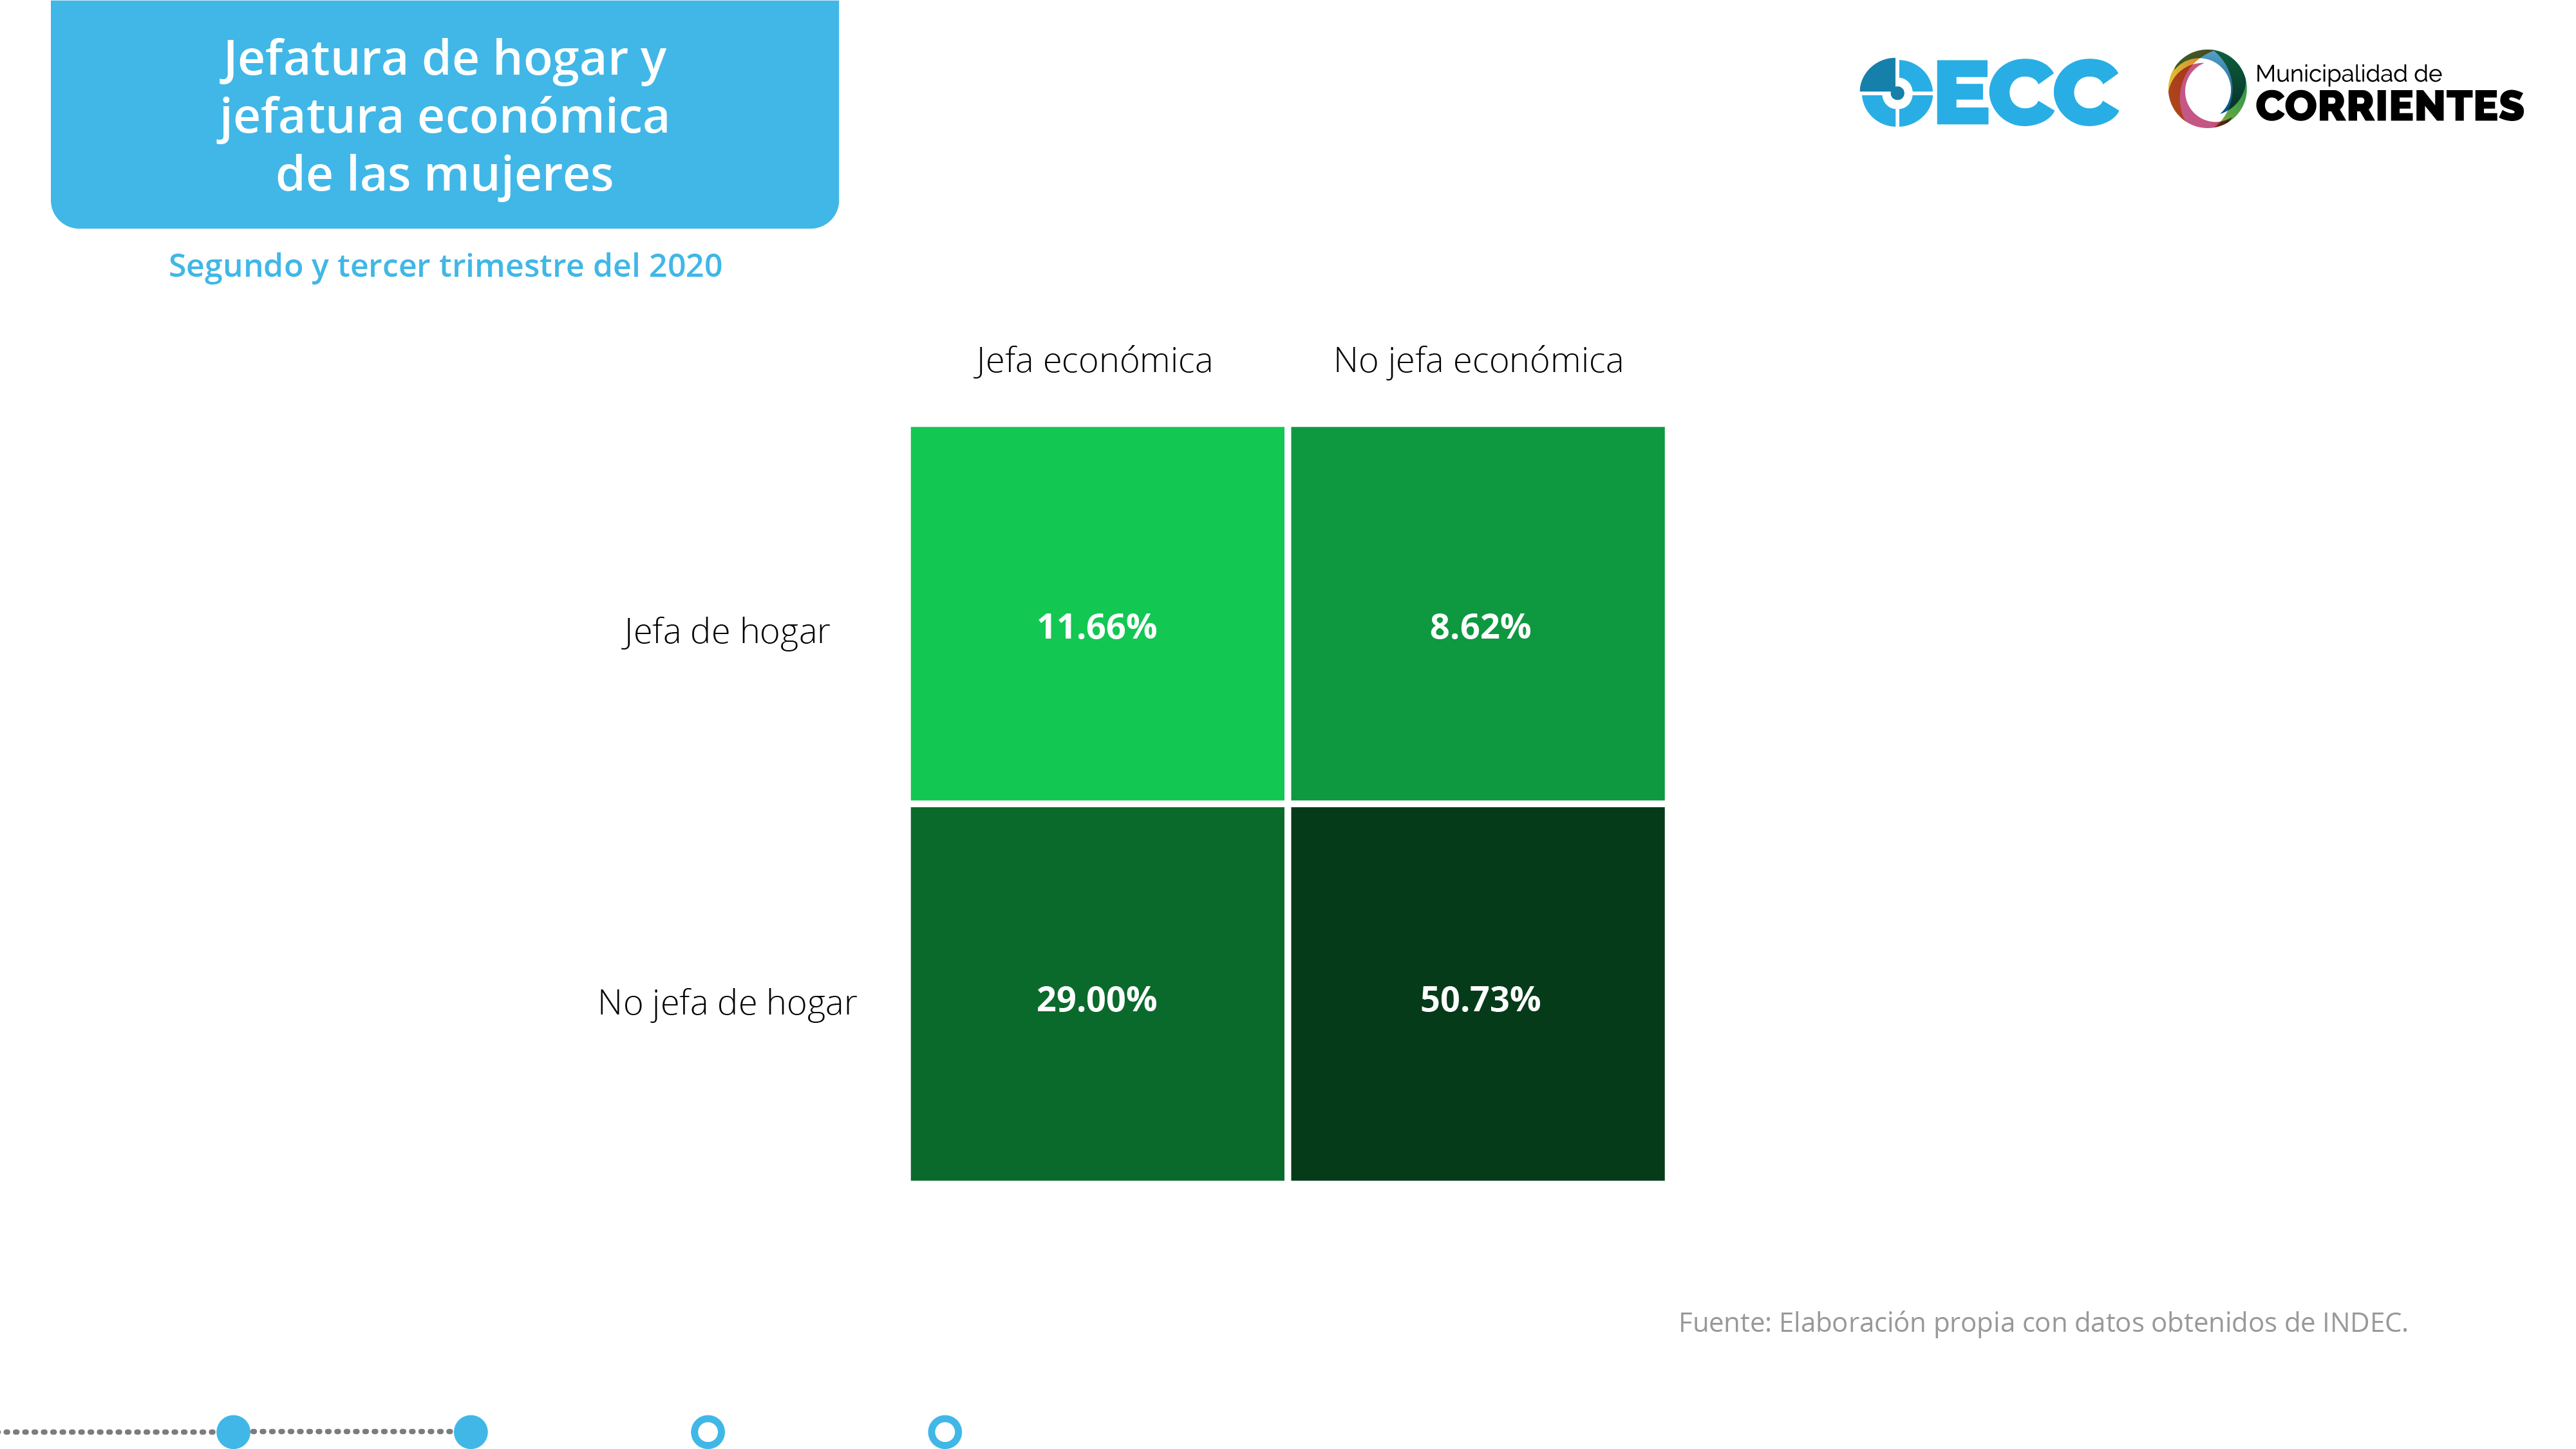 Jefatura de hogar y
jefatura económica
de las mujeres
Segundo y tercer trimestre del 2020
ECC
Municipalidad de
CORRIENTES
Jefa económica
No jefa económica
Jefa de hogar
11.66%
8.62%
No jefa de hogar
29.00%
50.73%
Fuente: Elaboración propia con datos obtenidos de INDEC.